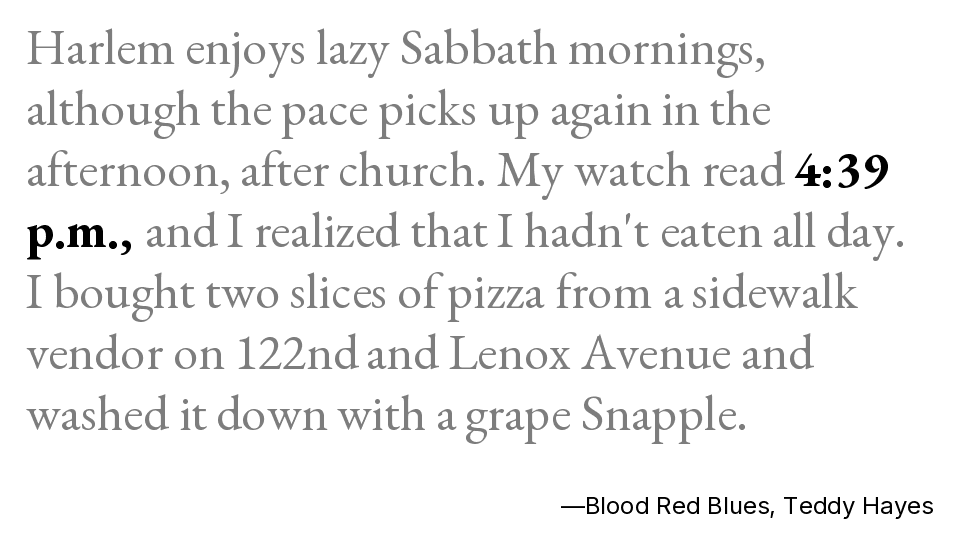 Harlem enjoys lazy Sabbath mornings,
although the pace picks up again in the
afternoon, after church. My watch read 4:39
p.m., and I realized that I hadn't eaten all day.
I bought two slices of pizza from a sidewalk
vendor on 122nd and Lenox Avenue and
washed it down with a grape Snapple.
—Blood Red Blues, Teddy Hayes